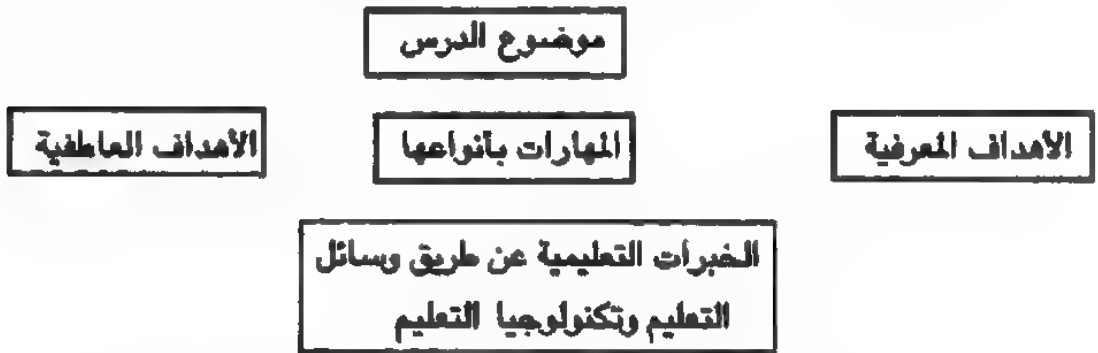 موضوع الدرس
الأهداف المعرفية
المهارات بأنواعها
الأهداف العاطفية
الخبرات التعليمية عن طريق وسائل
التعليم وتكنولوجيا التعليم